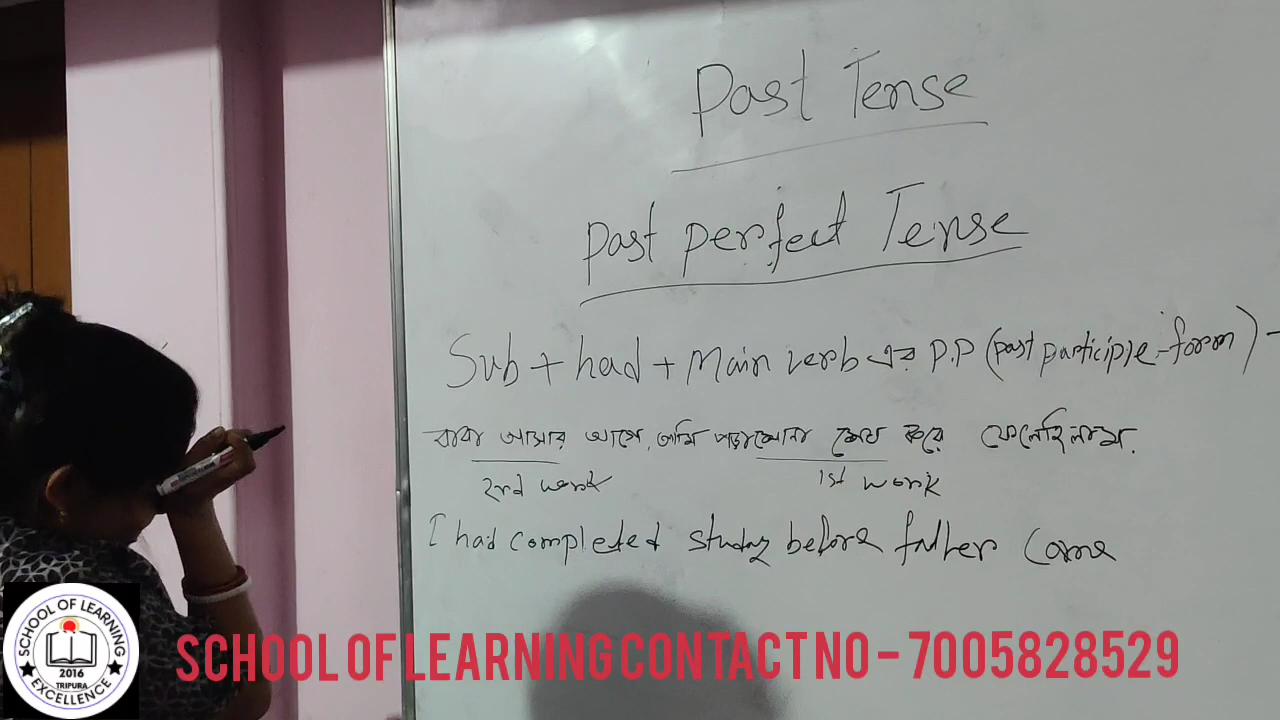 Past Tense
Past perfect Tense
Sub + had + Main verb এর P.P (past participle form) -
বাবা আসার আগে, আমি পড়াশোনা শেষ করে ফেলেছিলাম.
2nd work 1st work
I had completed study before father came
SCHOOL OF LEARNING
2016
TRIPURA
EXCELLENCE
SCHOOL OF LEARNING CONTACT NO - 7005828529